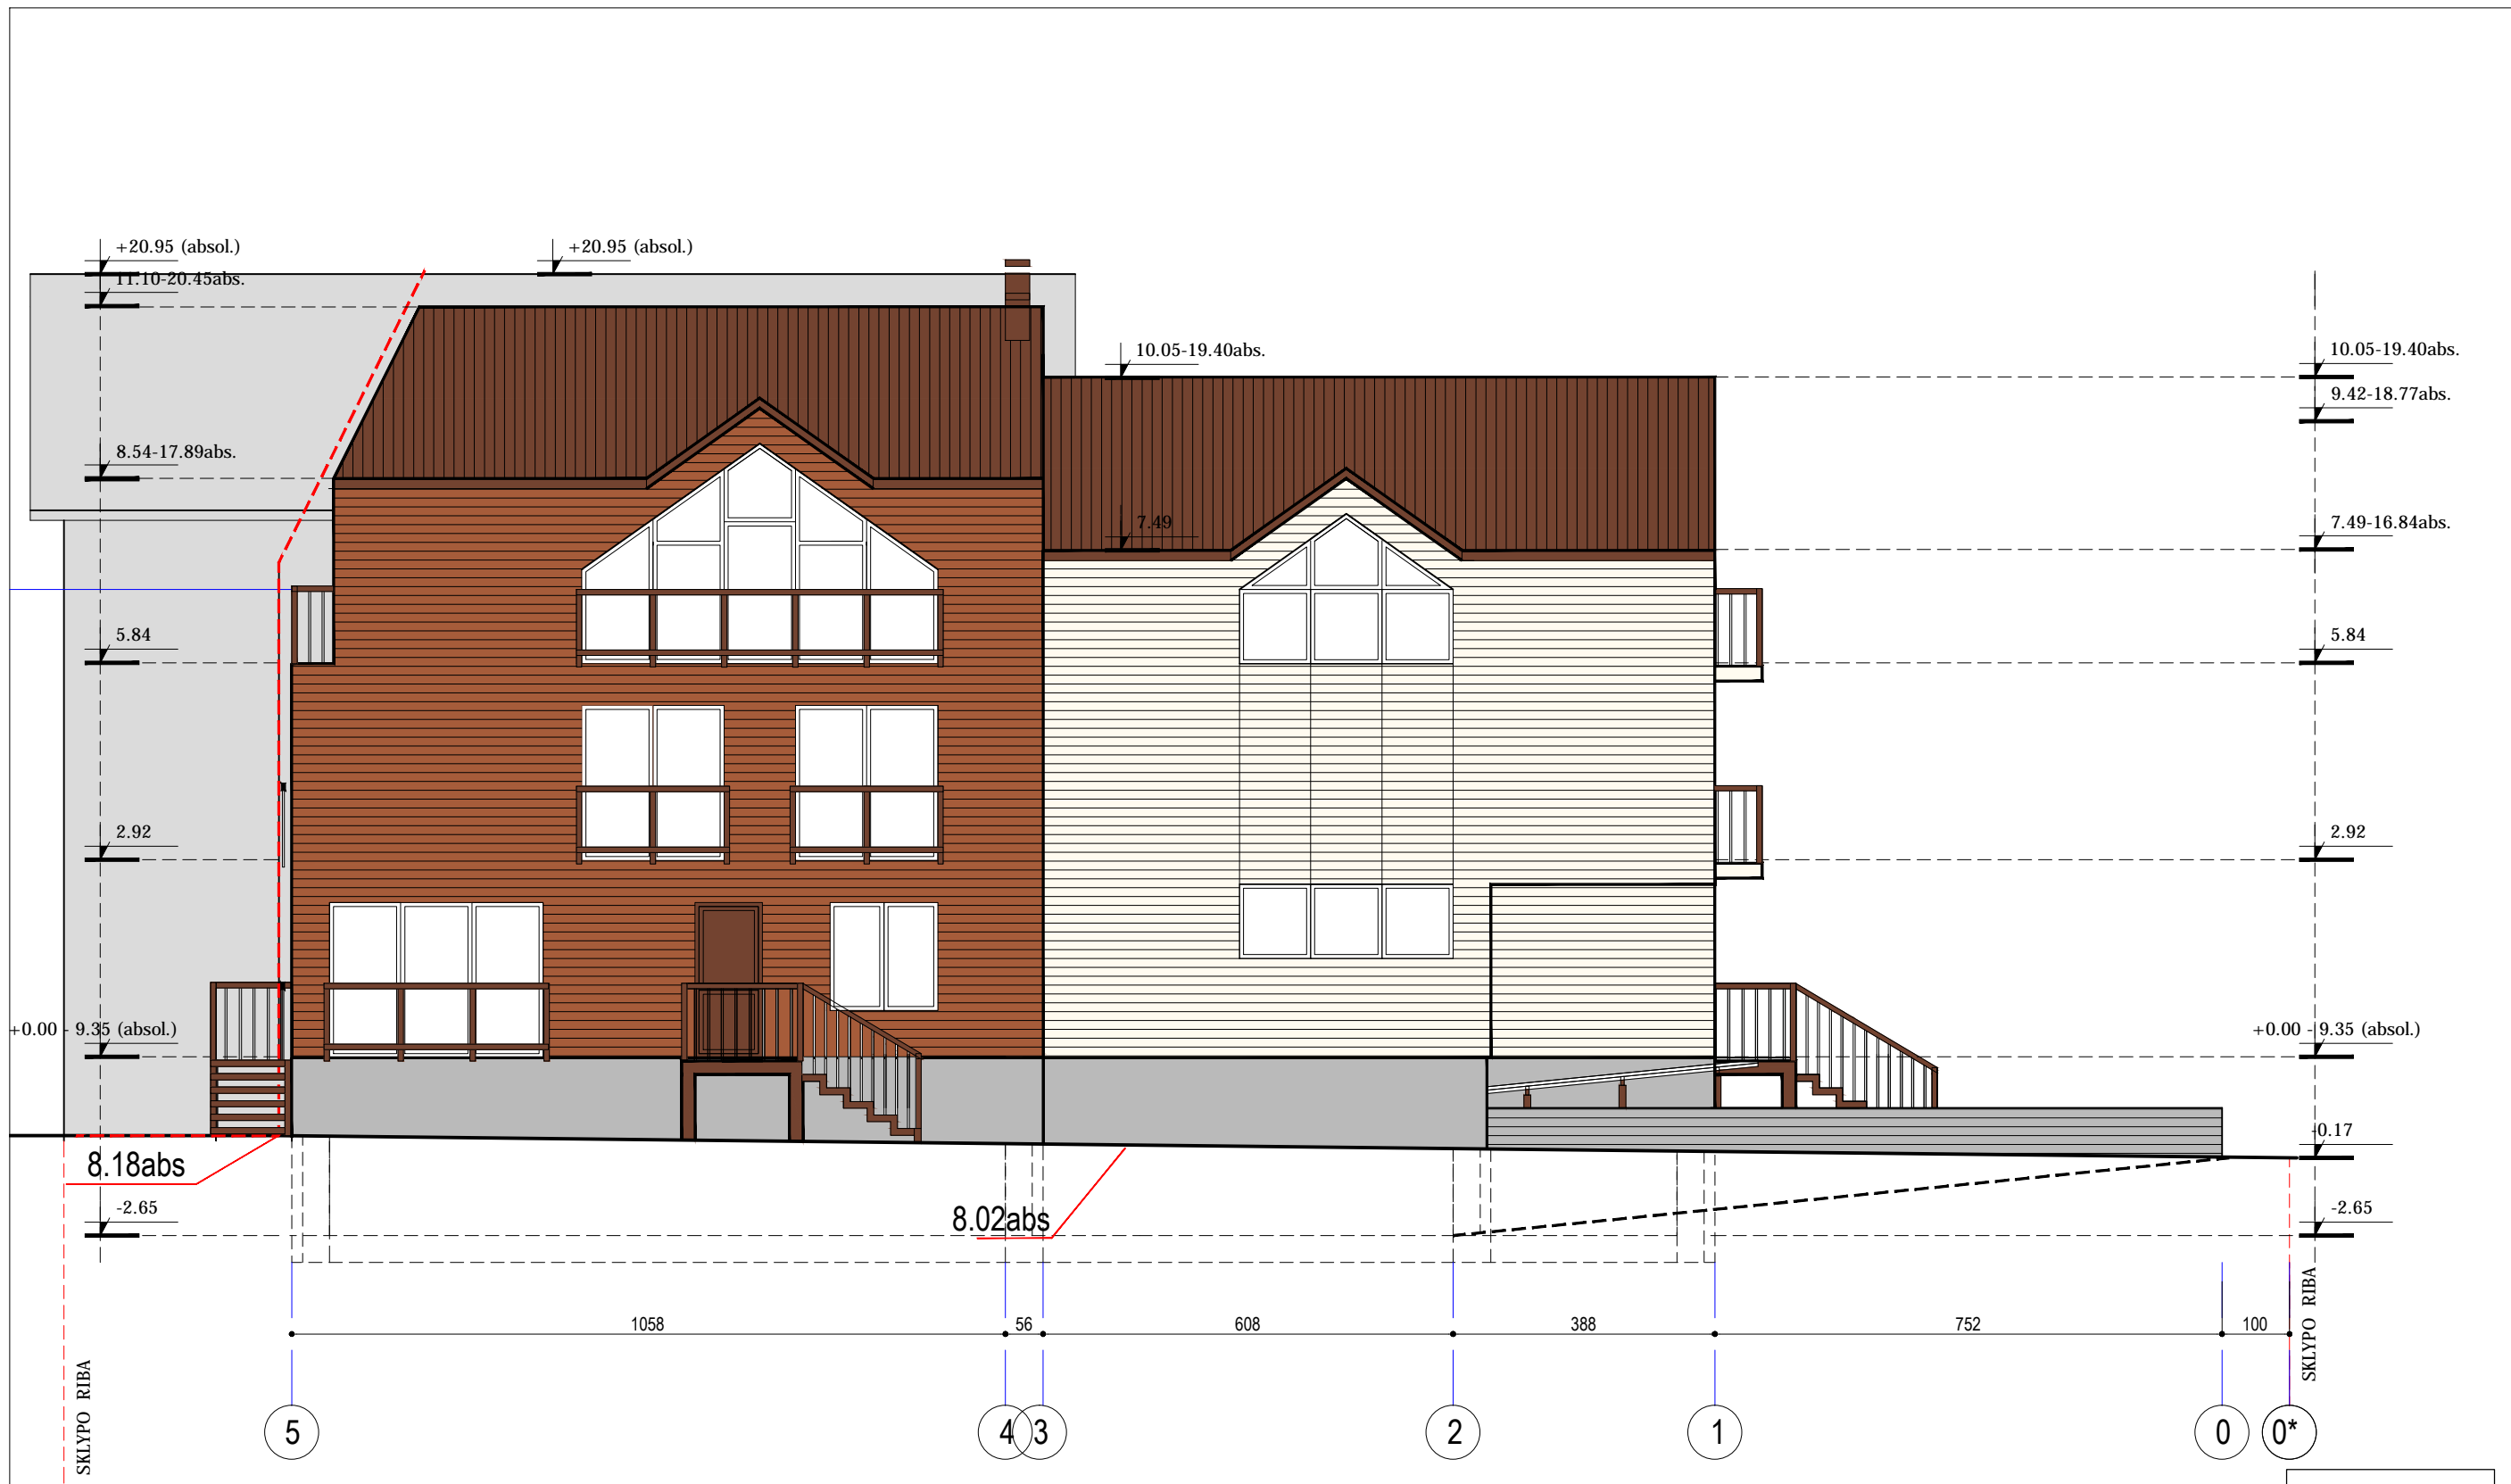 +20.95 (absol.)
+20.95 (absol.)
11.10-20.45abs.
10.05-19.40abs.
10.05-19.40abs.
9.42-18.77abs.
8.54-17.89abs.
7.49
7.49-16.84abs.
5.84
5.84
2.92
2.92
+0.00 - 9.35 (absol.)
+0.00 - 9.35 (absol.)
-0.17
8.18abs
-2.65
8.02abs
-2.65
SKLYPO RIBA
1058
56
608
388
752
100
SKLYPO RIBA
5
4
3
2
1
0
0*